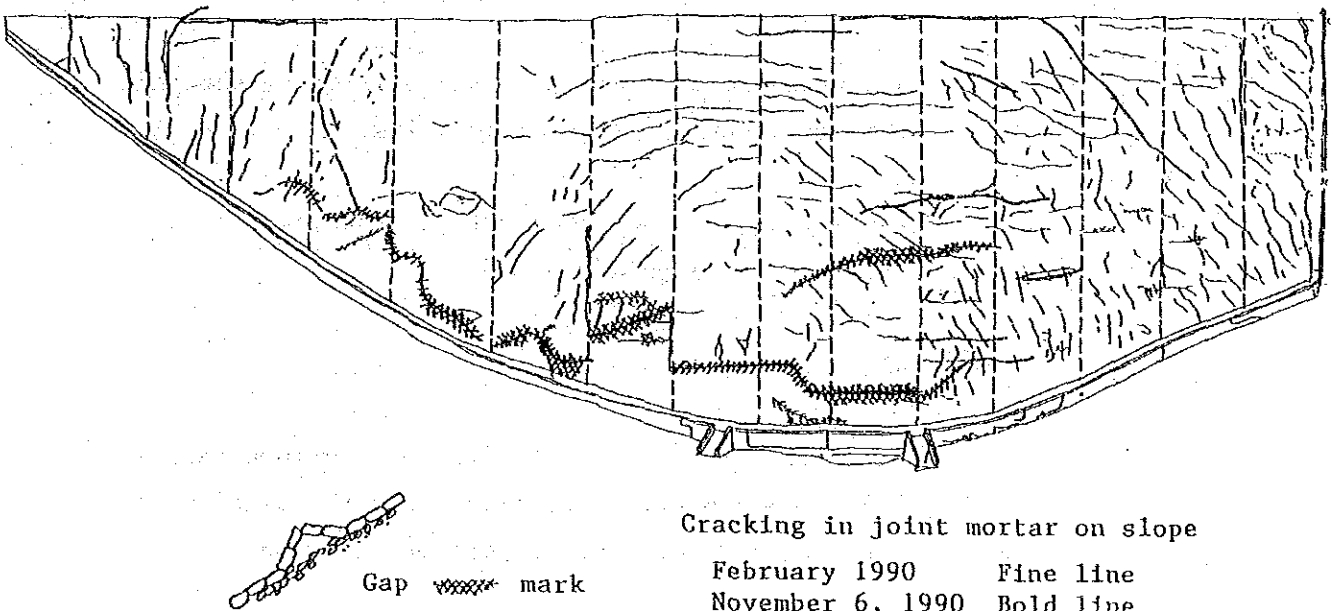 Cracking in joint mortar on slope
Gap mark
February 1990 Fine line
November 6, 1990 Bold line